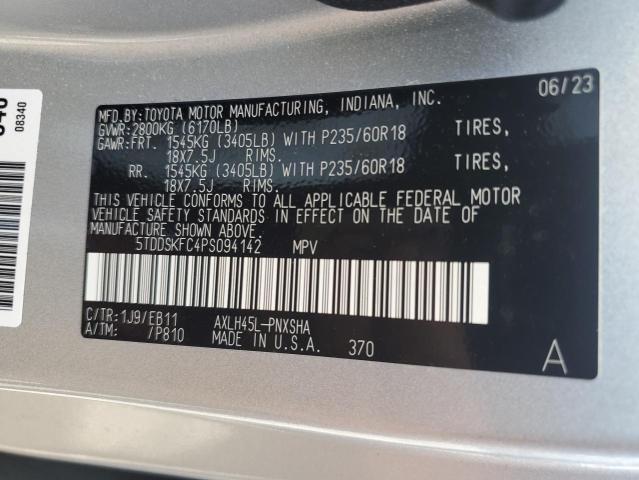 06/23
MFD. BY: TOYOTA MOTOR MANUFACTURING, INDIANA, INC.
GVWR: 2800KG (6170LB)
GAWR: FRT. 1545KG (3405LB) WITH P235/60R18 TIRES,
18X7.5J RIMS.
RR. 1545KG (3405LB) WITH P235/60R18 TIRES,
18X7.5J RIMS.
THIS VEHICLE CONFORMS TO ALL APPLICABLE FEDERAL MOTOR
VEHICLE SAFETY STANDARDS IN EFFECT ON THE DATE OF
MANUFACTURE SHOWN ABOVE.
5TDDSKFC4PS094142 MPV
C/TR: 1J9/EB11 AXLH45L-PNXSHA
A/TM: /P810 MADE IN U.S.A. 370
A
08340